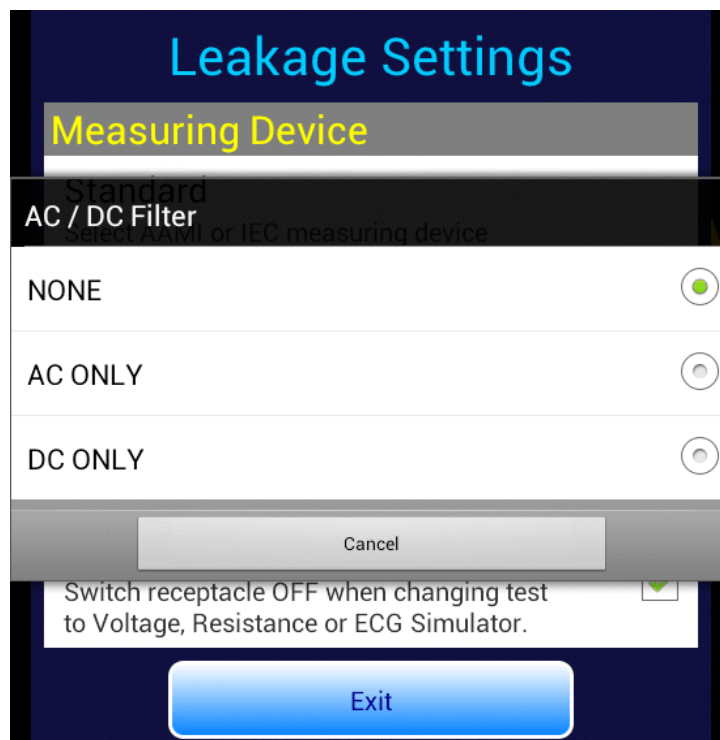 Leakage Settings
Measuring Device
Standard
Select AAMI or IEC measuring device
AC / DC Filter
NONE
AC ONLY
DC ONLY
Cancel
Switch receptacle OFF when changing test
to Voltage, Resistance or ECG Simulator.
Exit